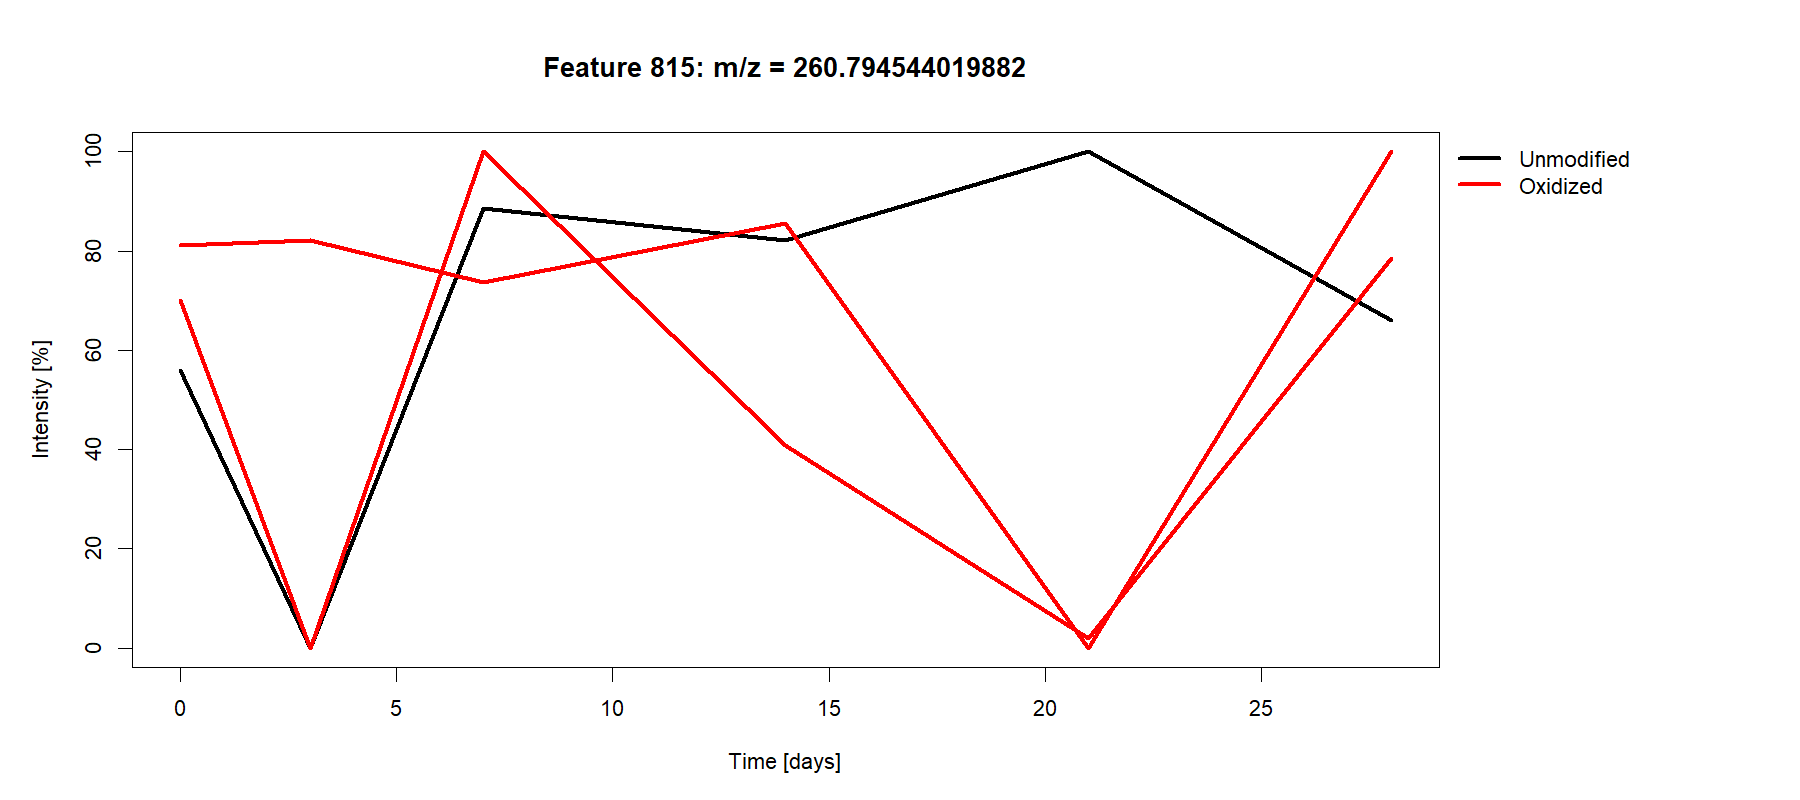 Feature 815: m/z = 260.794544019882
Unmodified
Oxidized
Intensity [%]
100
80
60
40
20
0
0 5 10 15 20 25
Time [days]